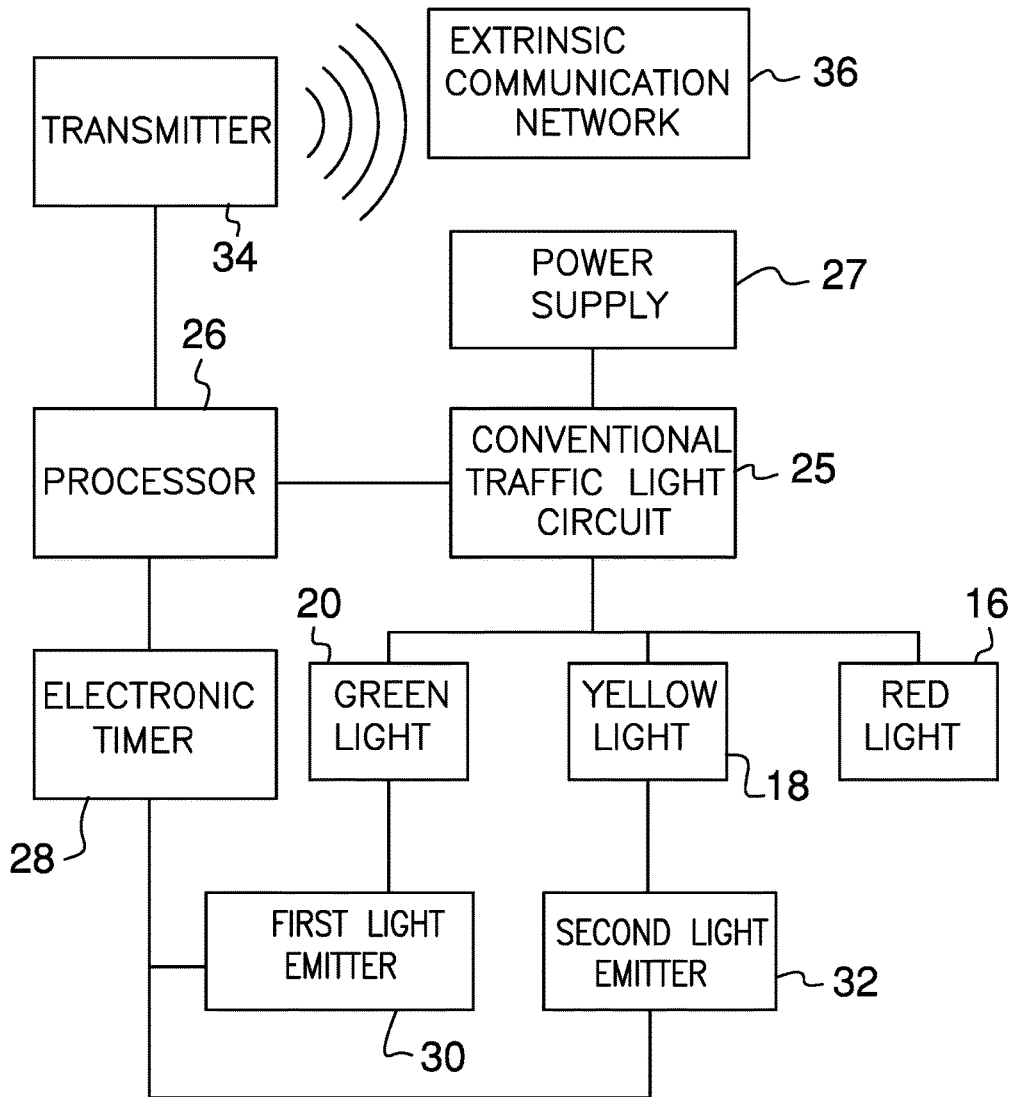 TRANSMITTER
34
EXTRINSIC
COMMUNICATION
NETWORK
36
POWER
SUPPLY
27
26
PROCESSOR
CONVENTIONAL
TRAFFIC LIGHT
CIRCUIT
25
ELECTRONIC
TIMER
28
20
GREEN
LIGHT
YELLOW
LIGHT
18
16
RED
LIGHT
FIRST LIGHT
EMITTER
30
SECOND LIGHT
EMITTER
32